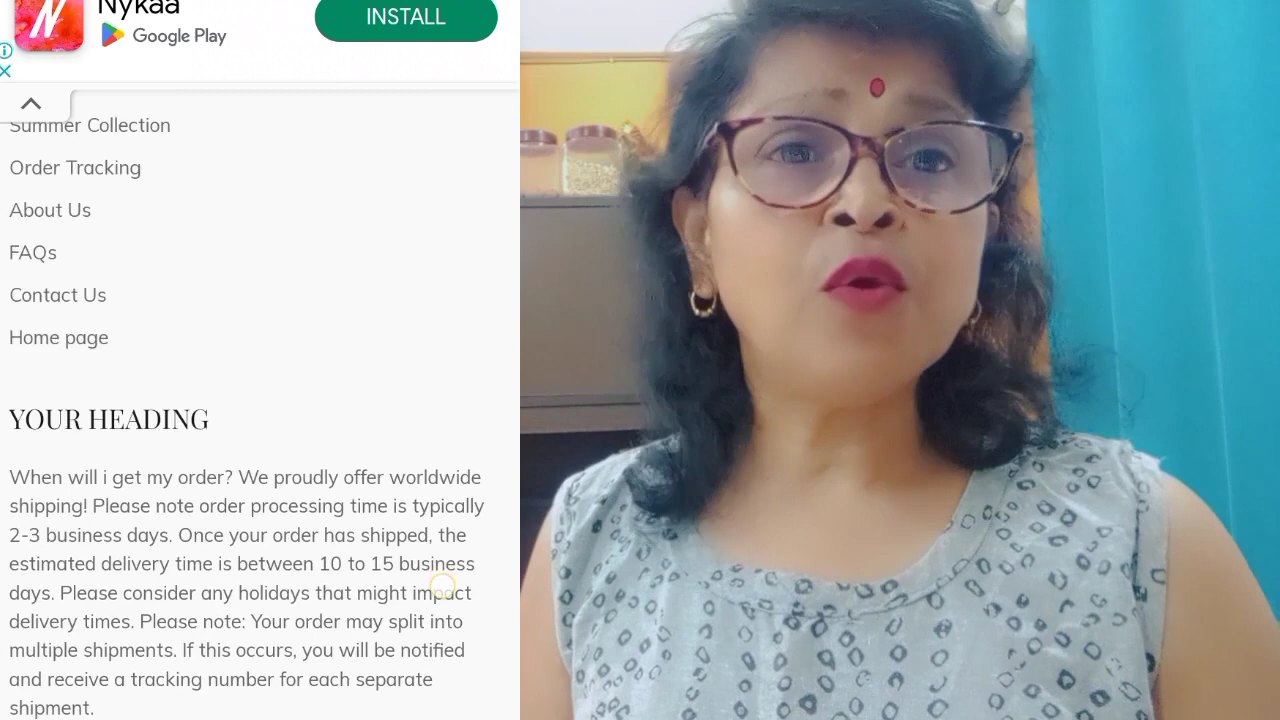 Nykaa
INSTALL
Google Play
Summer Collection
Order Tracking
About Us
FAQs
Contact Us
Home page
YOUR HEADING
When will i get my order? We proudly offer worldwide
shipping! Please note order processing time is typically
2-3 business days. Once your order has shipped, the
estimated delivery time is between 10 to 15 business
days. Please consider any holidays that might impact
delivery times. Please note: Your order may split into
multiple shipments. If this occurs, you will be notified
and receive a tracking number for each separate
shipment.